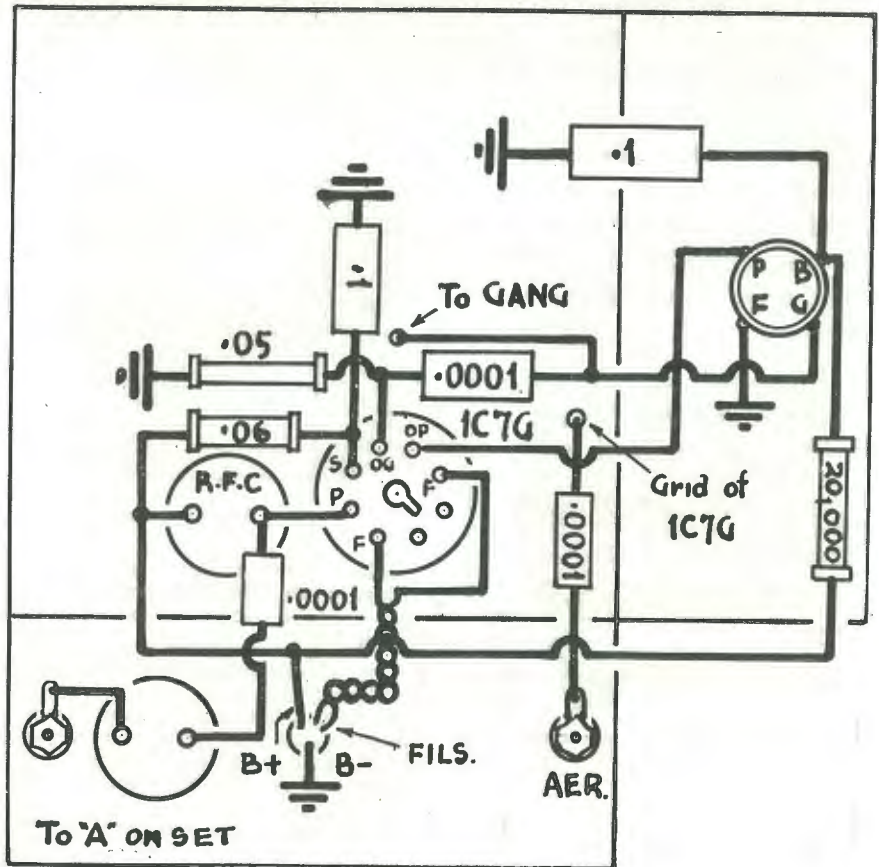 .1
.1
P B
F G
To GANG
.05
.0001
.06
1C7G
S OG OP
R.F.C
P
F
F
Grid of
1C7G
20,000
.0001
.0001
B+ B- FILS.
AER.
To "A" ON SET